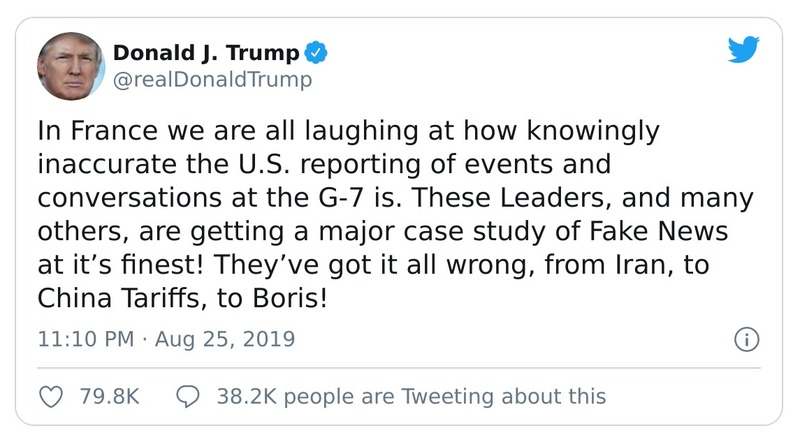 Donald J. Trump
@realDonaldTrump
In France we are all laughing at how knowingly
inaccurate the U.S. reporting of events and
conversations at the G-7 is. These Leaders, and many
others, are getting a major case study of Fake News
at it’s finest! They’ve got it all wrong, from Iran, to
China Tariffs, to Boris!
11:10 PM · Aug 25, 2019
79.8K 38.2K people are Tweeting about this